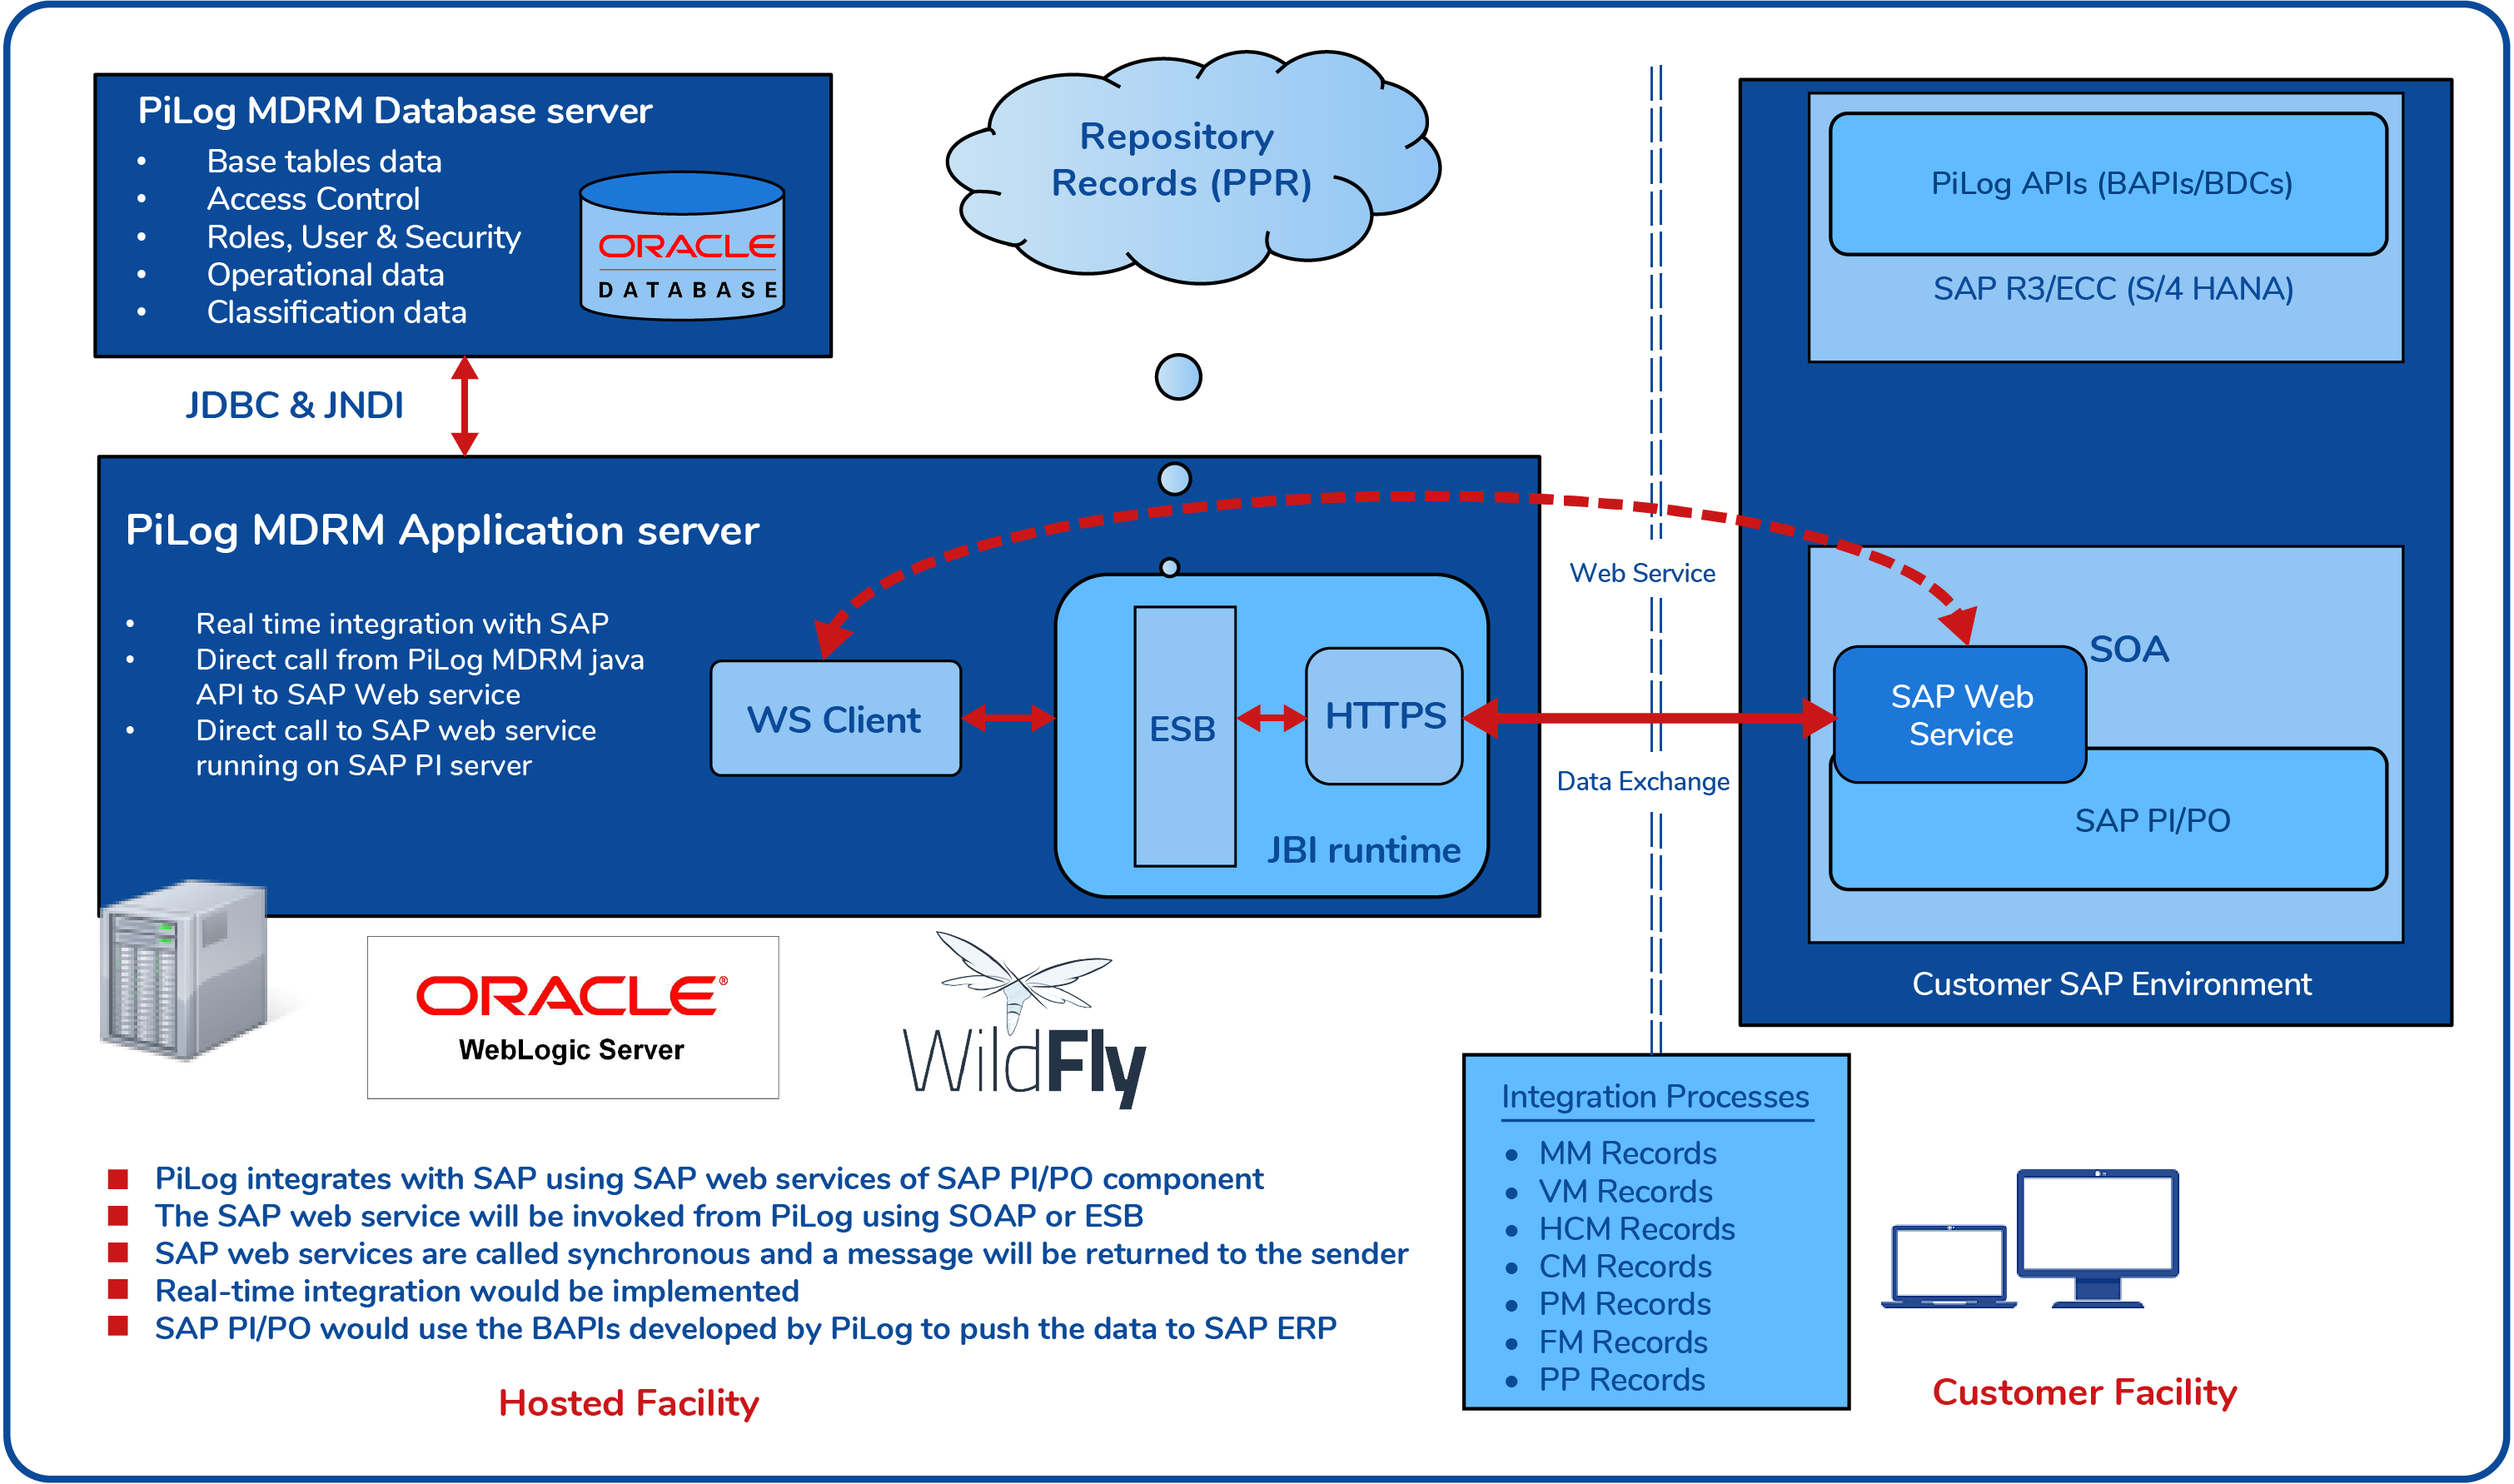 PiLog MDRM Database server
• Base tables data
• Access Control
• Roles, User & Security
• Operational data
• Classification data
ORACLE
DATABASE
JDBC & JNDI
Repository
Records (PPR)
PiLog APIs (BAPIs/BDCs)
SAP R3/ECC (S/4 HANA)
PiLog MDRM Application server
• Real time integration with SAP
• Direct call from PiLog MDRM java
API to SAP Web service
• Direct call to SAP web service
running on SAP PI server
WS Client
ESB
HTTPS
JBI runtime
Web Service
Data Exchange
SOA
SAP Web
Service
SAP PI/PO
Customer SAP Environment
ORACLE®
WebLogic Server
WildFly
Integration Processes
• MM Records
• VM Records
• HCM Records
• CM Records
• PM Records
• FM Records
• PP Records
PiLog integrates with SAP using SAP web services of SAP PI/PO component
The SAP web service will be invoked from PiLog using SOAP or ESB
SAP web services are called synchronous and a message will be returned to the sender
Real-time integration would be implemented
SAP PI/PO would use the BAPIs developed by PiLog to push the data to SAP ERP
Hosted Facility
Customer Facility